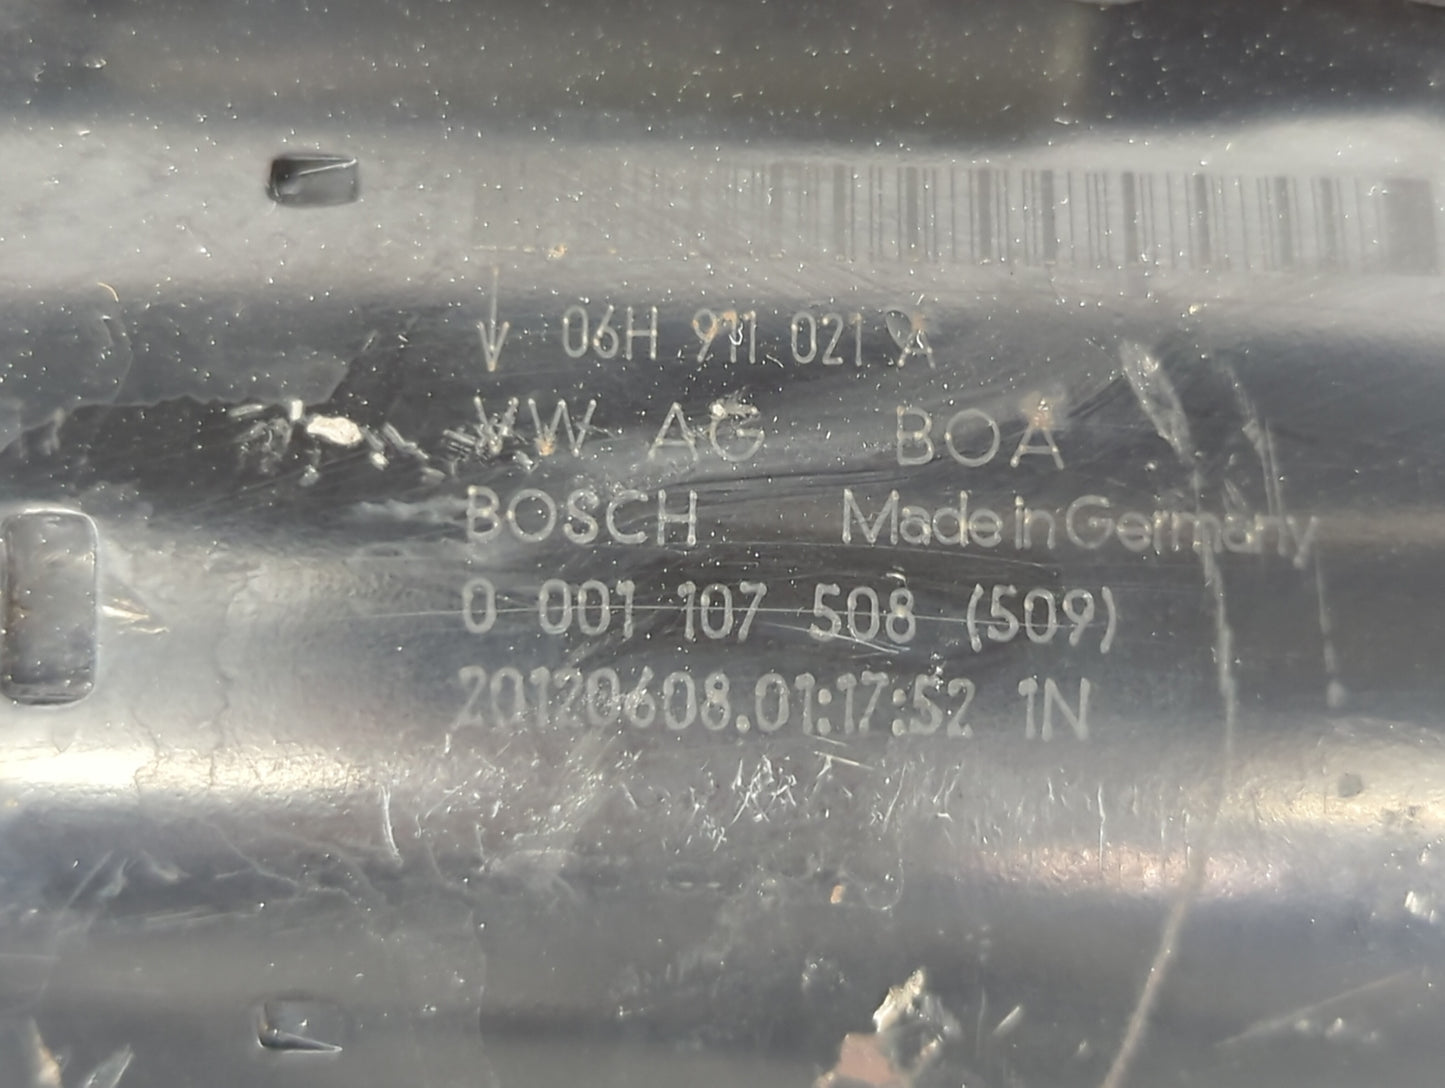 06H 911 021 A
VW AG BOA
BOSCH Made in Germany
0 001 107 508 (509)
20120608.01:17:52 1N